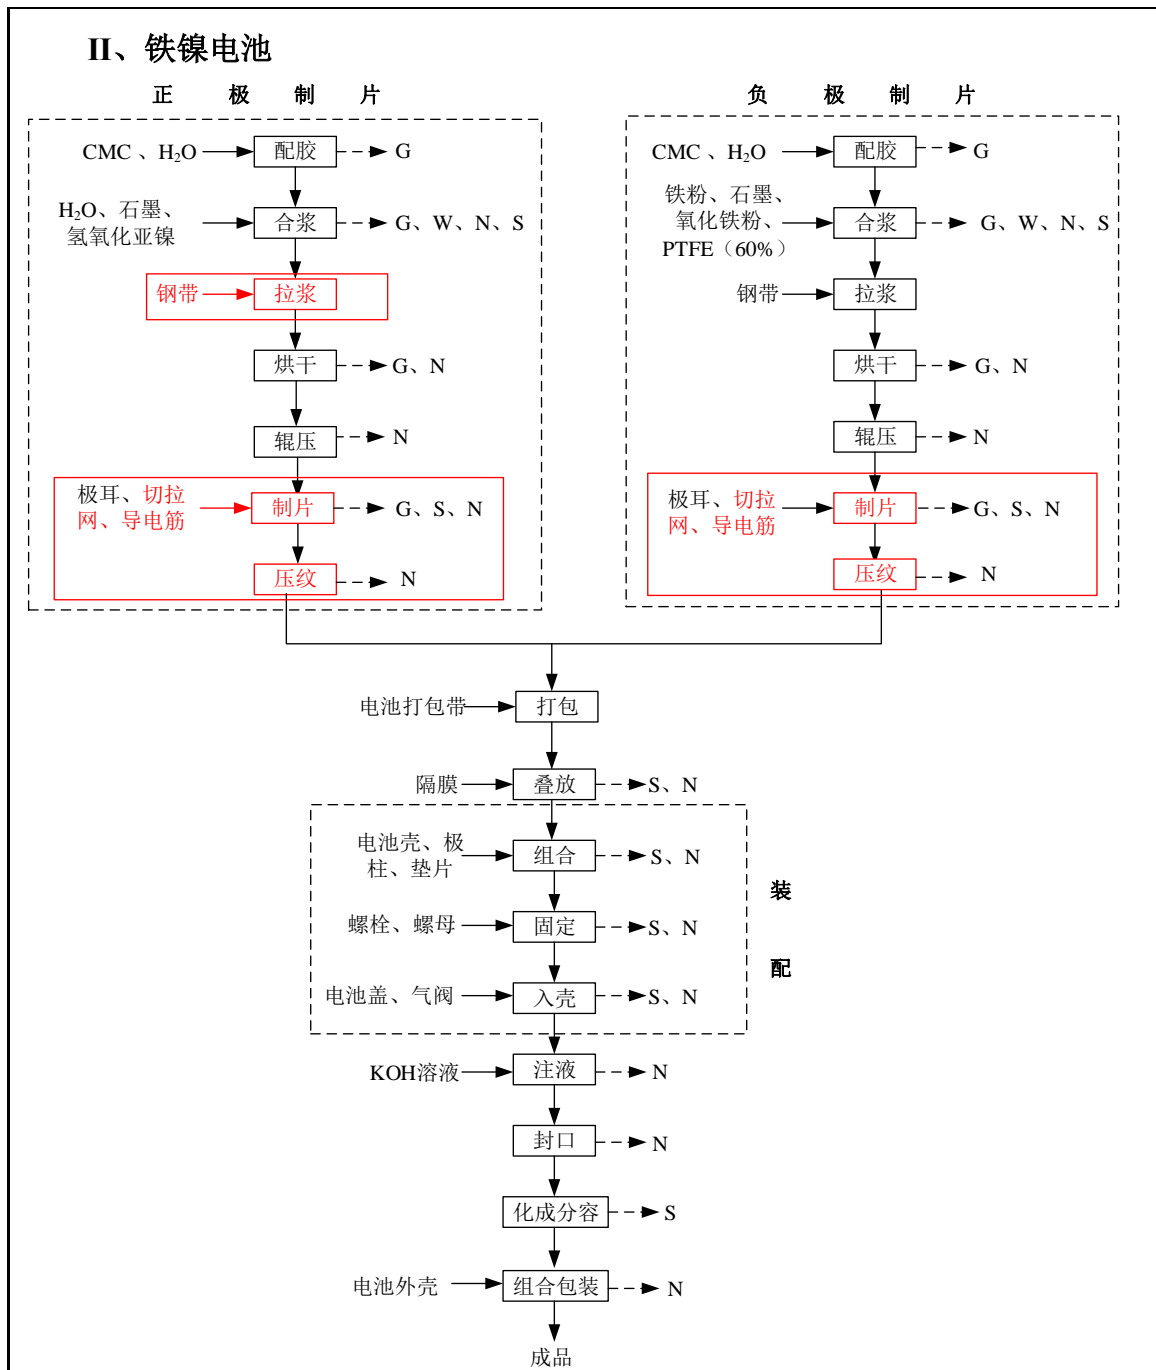 II、铁镍电池
正极制片
CMC 、H₂O
配胶
G
H₂O、石墨、
氢氧化亚镍
合浆
G、W、N、S
钢带
拉浆
烘干
G、N
辊压
N
极耳、切拉
网、导电筋
制片
G、S、N
压纹
N
负极制片
CMC、H₂O
配胶
G
铁粉、石墨、
氧化铁粉、
PTFE（60%）
合浆
G、W、N、S
钢带
拉浆
烘干
G、N
辊压
N
极耳、切拉
网、导电筋
制片
G、S、N
压纹
N
电池打包带
打包
隔膜
叠放
S、N
装配
电池壳、极
柱、垫片
组合
S、N
螺栓、螺母
固定
S、N
电池盖、气阀
入壳
S、N
KOH溶液
注液
N
封口
N
化成分容
S
电池外壳
组合包装
N
成品